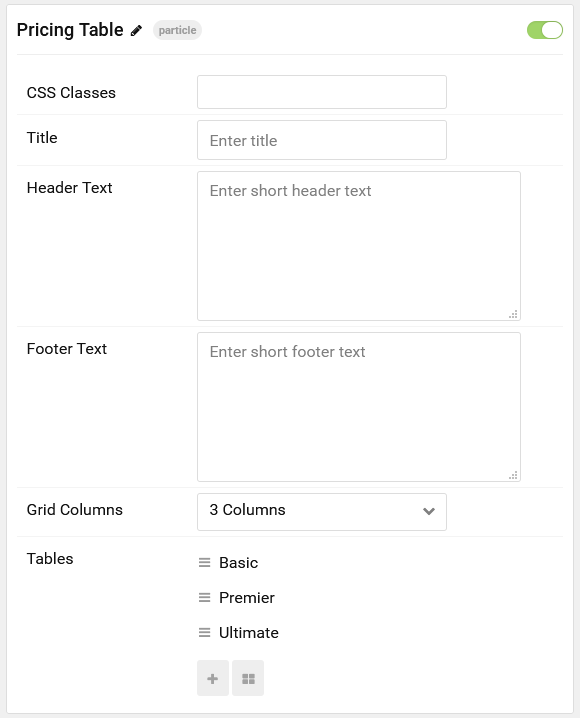 Pricing Table particle
CSS Classes
Title Enter title
Header Text Enter short header text
Footer Text Enter short footer text
Grid Columns 3 Columns
Tables Basic
Premier
Ultimate